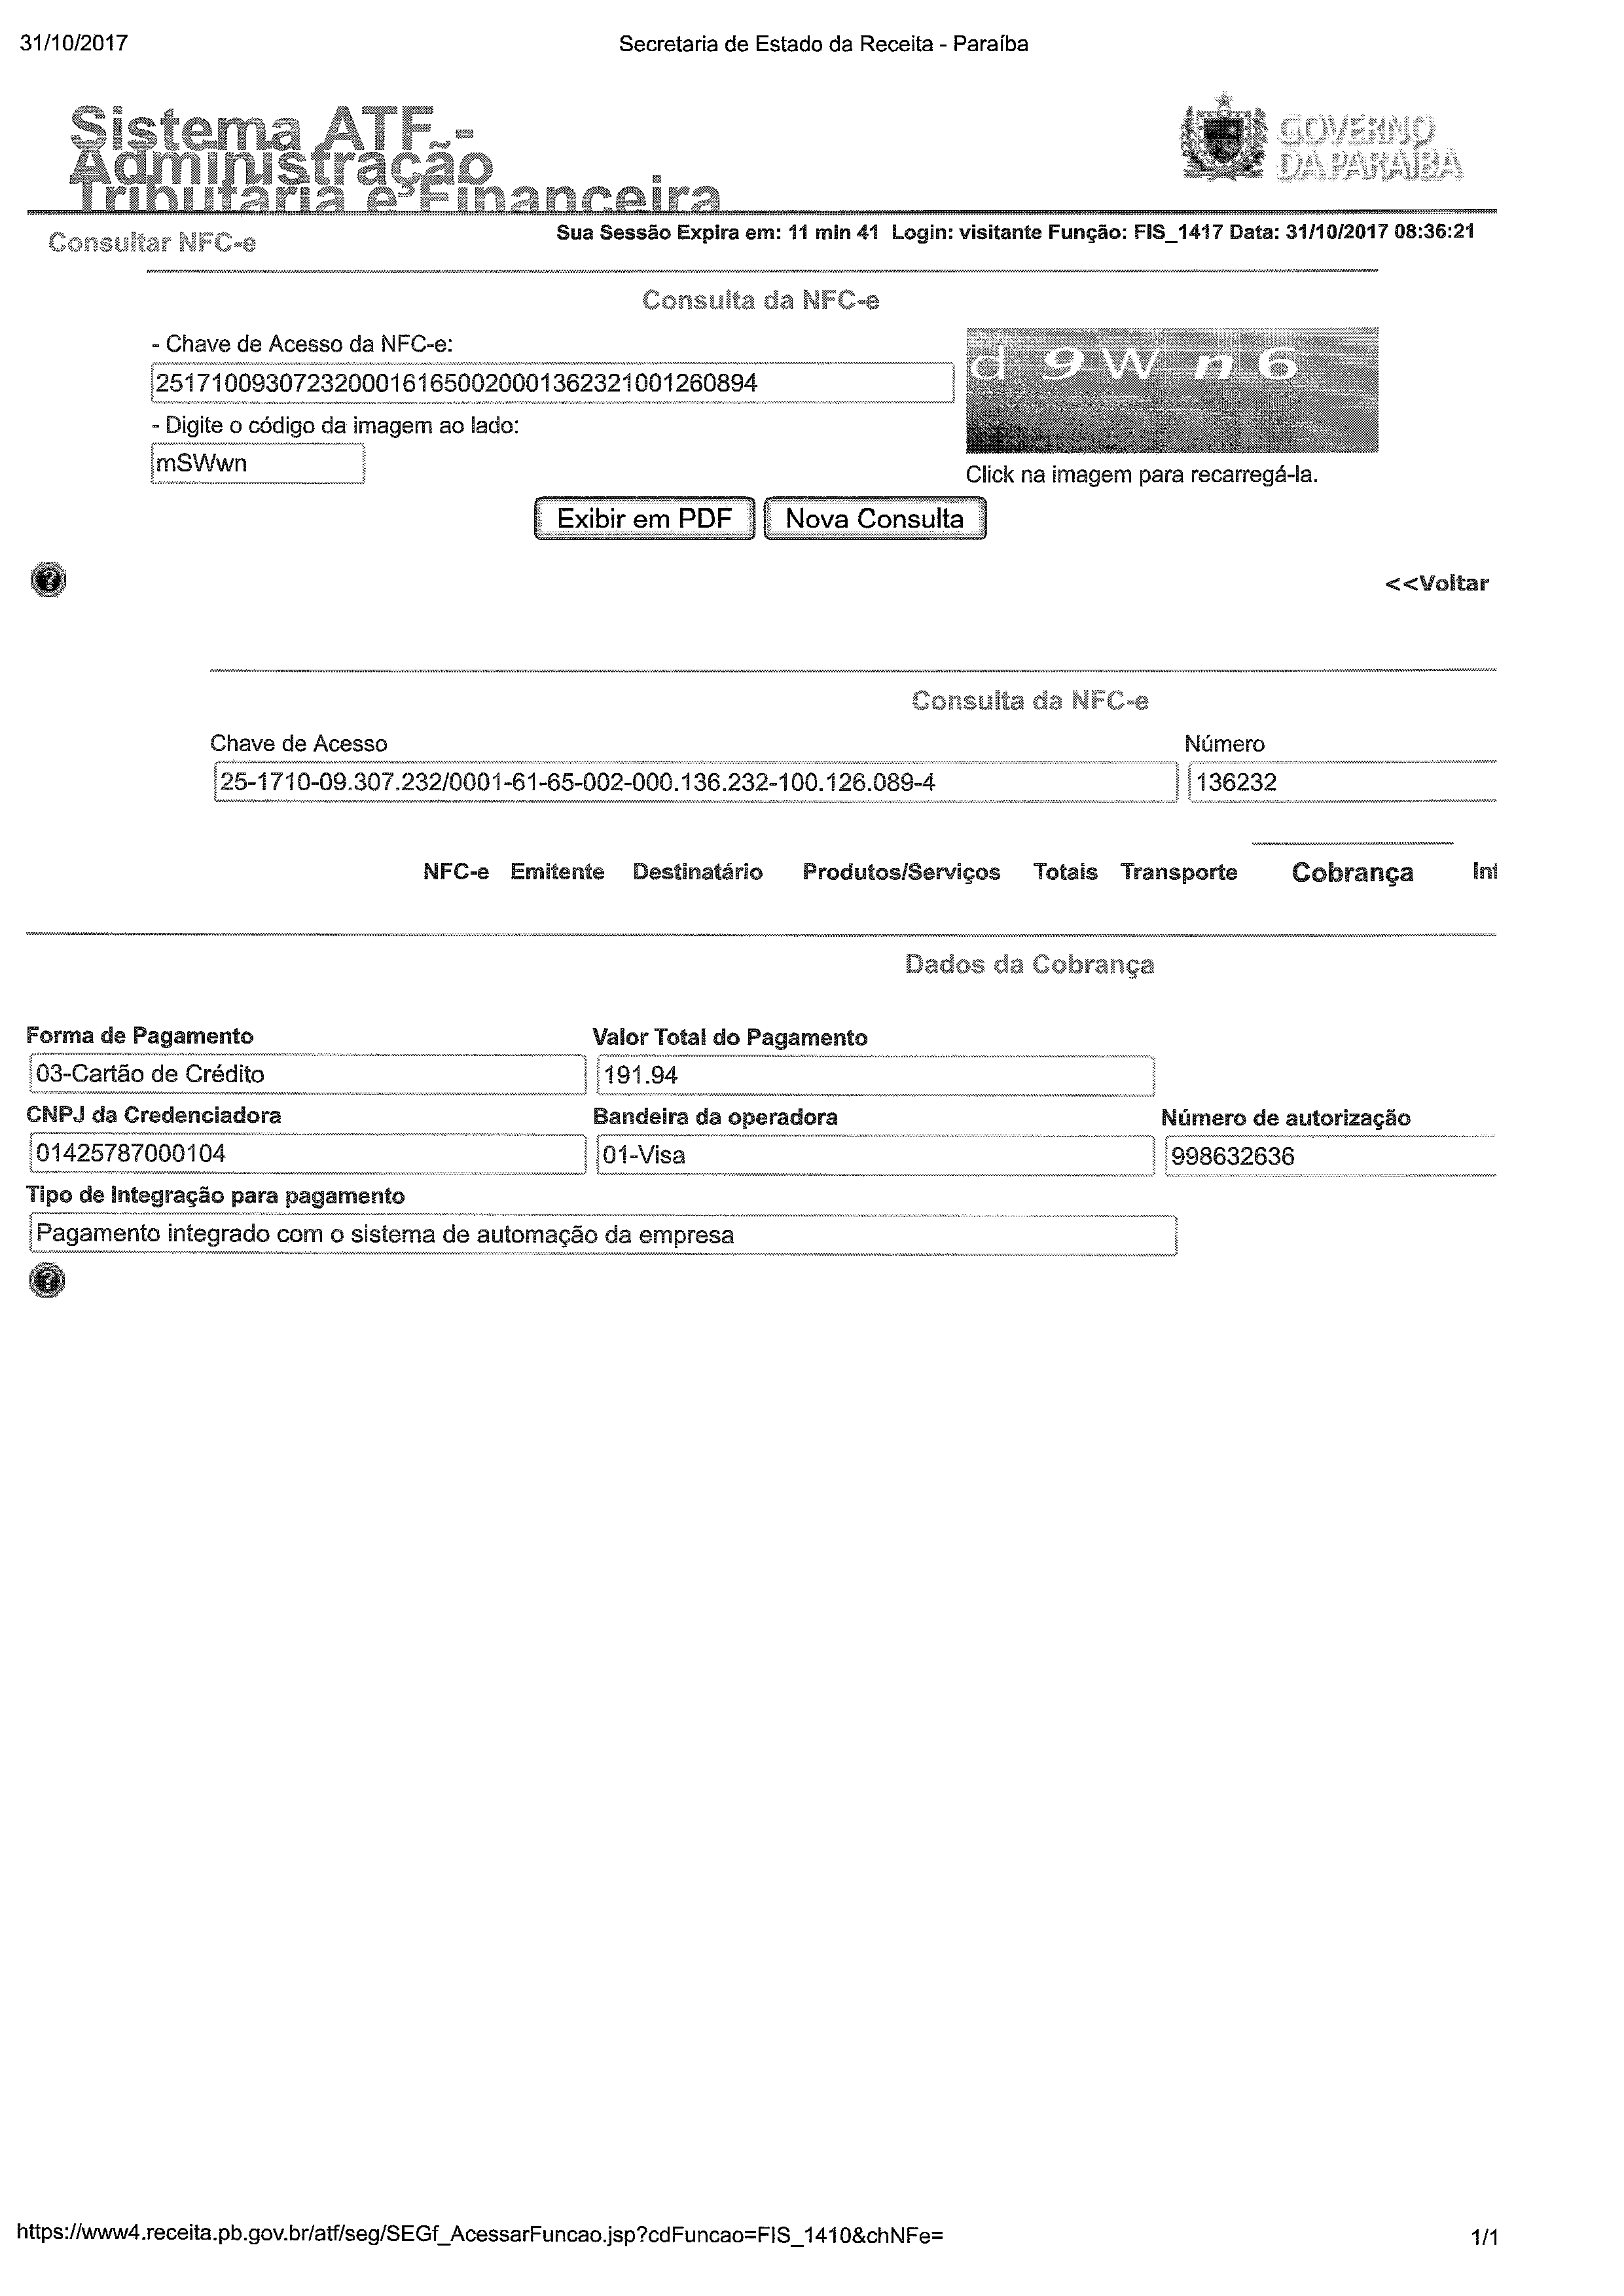 31/10/2017
Secretaria de Estado da Receita - Paraíba
Sistema ATF -
Administração
Tributária e Financeira
GOVERNO
DA PARAÍBA
Consultar NFC-e
Sua Sessão Expira em: 11 min 41 Login: visitante Função: FIS_1417 Data: 31/10/2017 08:36:21
Consulta da NFC-e
- Chave de Acesso da NFC-e:
25171009307232000161650020001362321001260894
d 9 W n 6
- Digite o código da imagem ao lado:
mSWwn
Click na imagem para recarregá-la.
Exibir em PDF Nova Consulta
<<Voltar
Consulta da NFC-e
Chave de Acesso Número
25-1710-09.307.232/0001-61-65-002-000.136.232-100.126.089-4 136232
NFC-e Emitente Destinatário Produtos/Serviços Totais Transporte Cobrança Inf
Dados da Cobrança
Forma de Pagamento Valor Total do Pagamento
03-Cartão de Crédito 191.94
CNPJ da Credenciadora Bandeira da operadora Número de autorização
01425787000104 01-Visa 998632636
Tipo de Integração para pagamento
Pagamento integrado com o sistema de automação da empresa
https://www4.receita.pb.gov.br/atf/seg/SEGf_AcessarFuncao.jsp?cdFuncao=FIS_1410&chNFe= 1/1